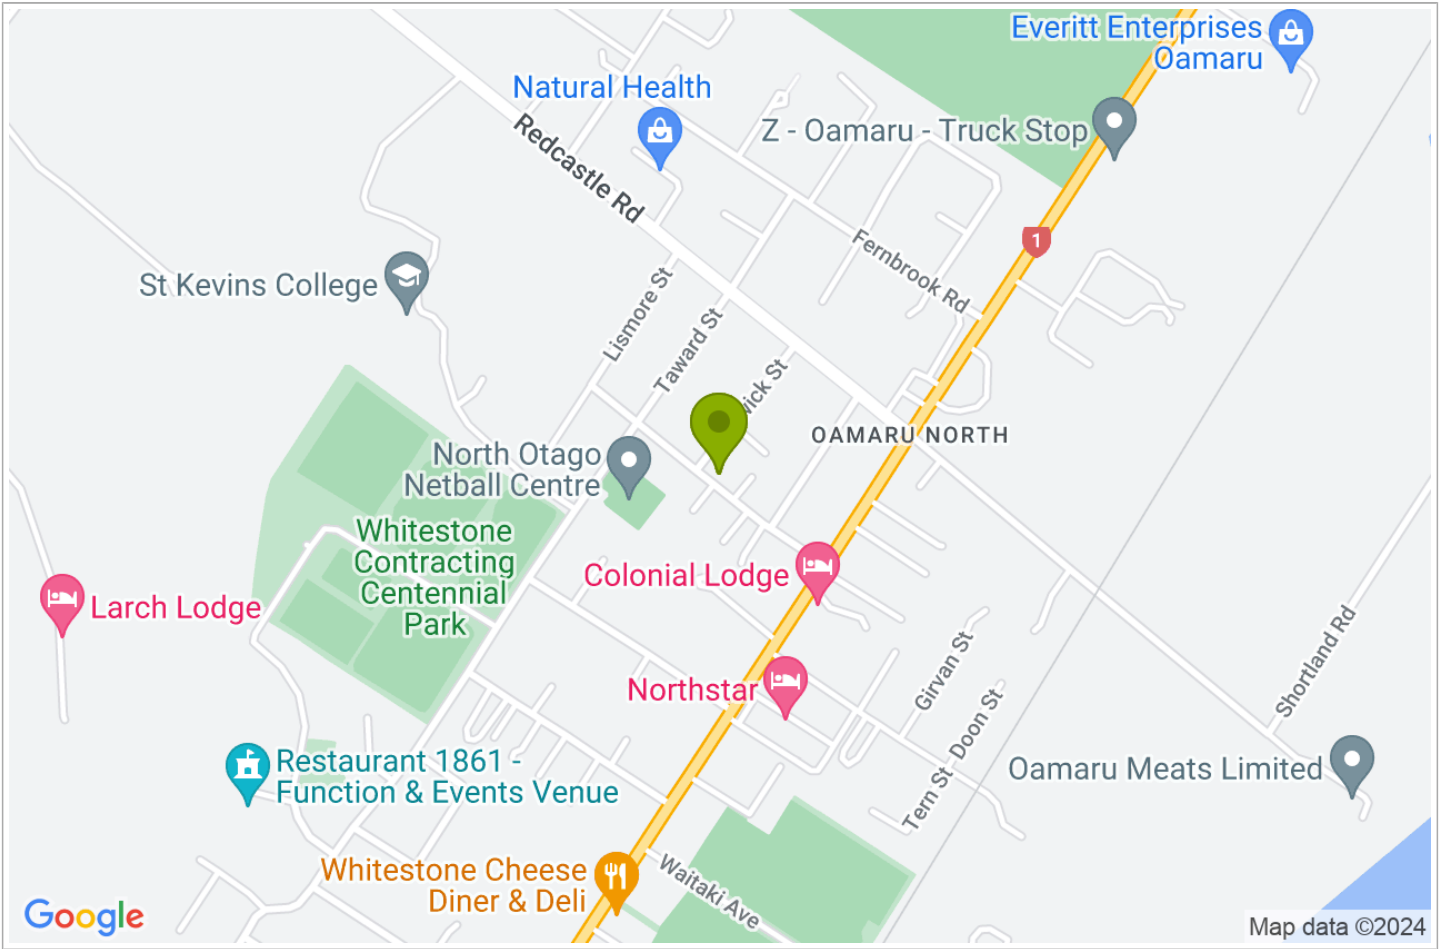 Everitt Enterprises
Oamaru
Natural Health
Z - Oamaru - Truck Stop
Redcastle Rd
1
Fernbrook Rd
St Kevins College
Lismore St
Taward St
wick St
OAMARU NORTH
North Otago
Netball Centre
Whitestone
Contracting
Centennial
Park
Colonial Lodge
Larch Lodge
Girvan St
Shortland Rd
Northstar
Doon St
Tern St
Restaurant 1861 -
Function & Events Venue
Oamaru Meats Limited
Whitestone Cheese
Diner & Deli
Waitaki Ave
Google
Map data ©2024